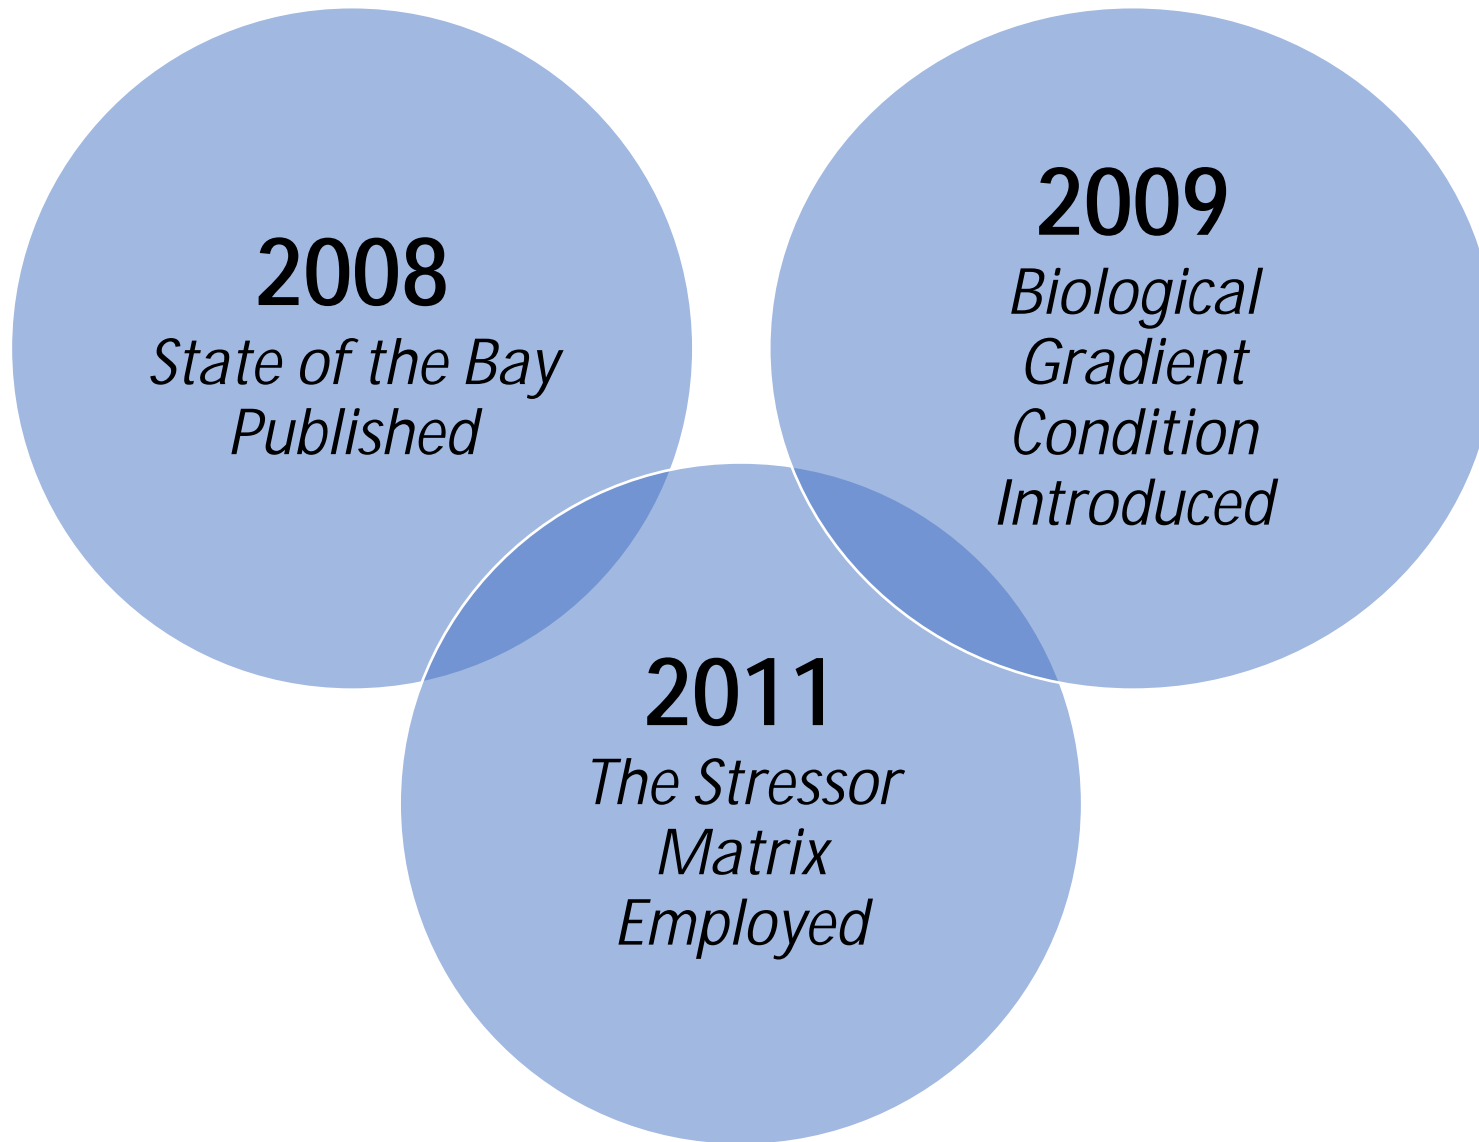 2008
State of the Bay
Published
2009
Biological
Gradient
Condition
Introduced
2011
The Stressor
Matrix
Employed